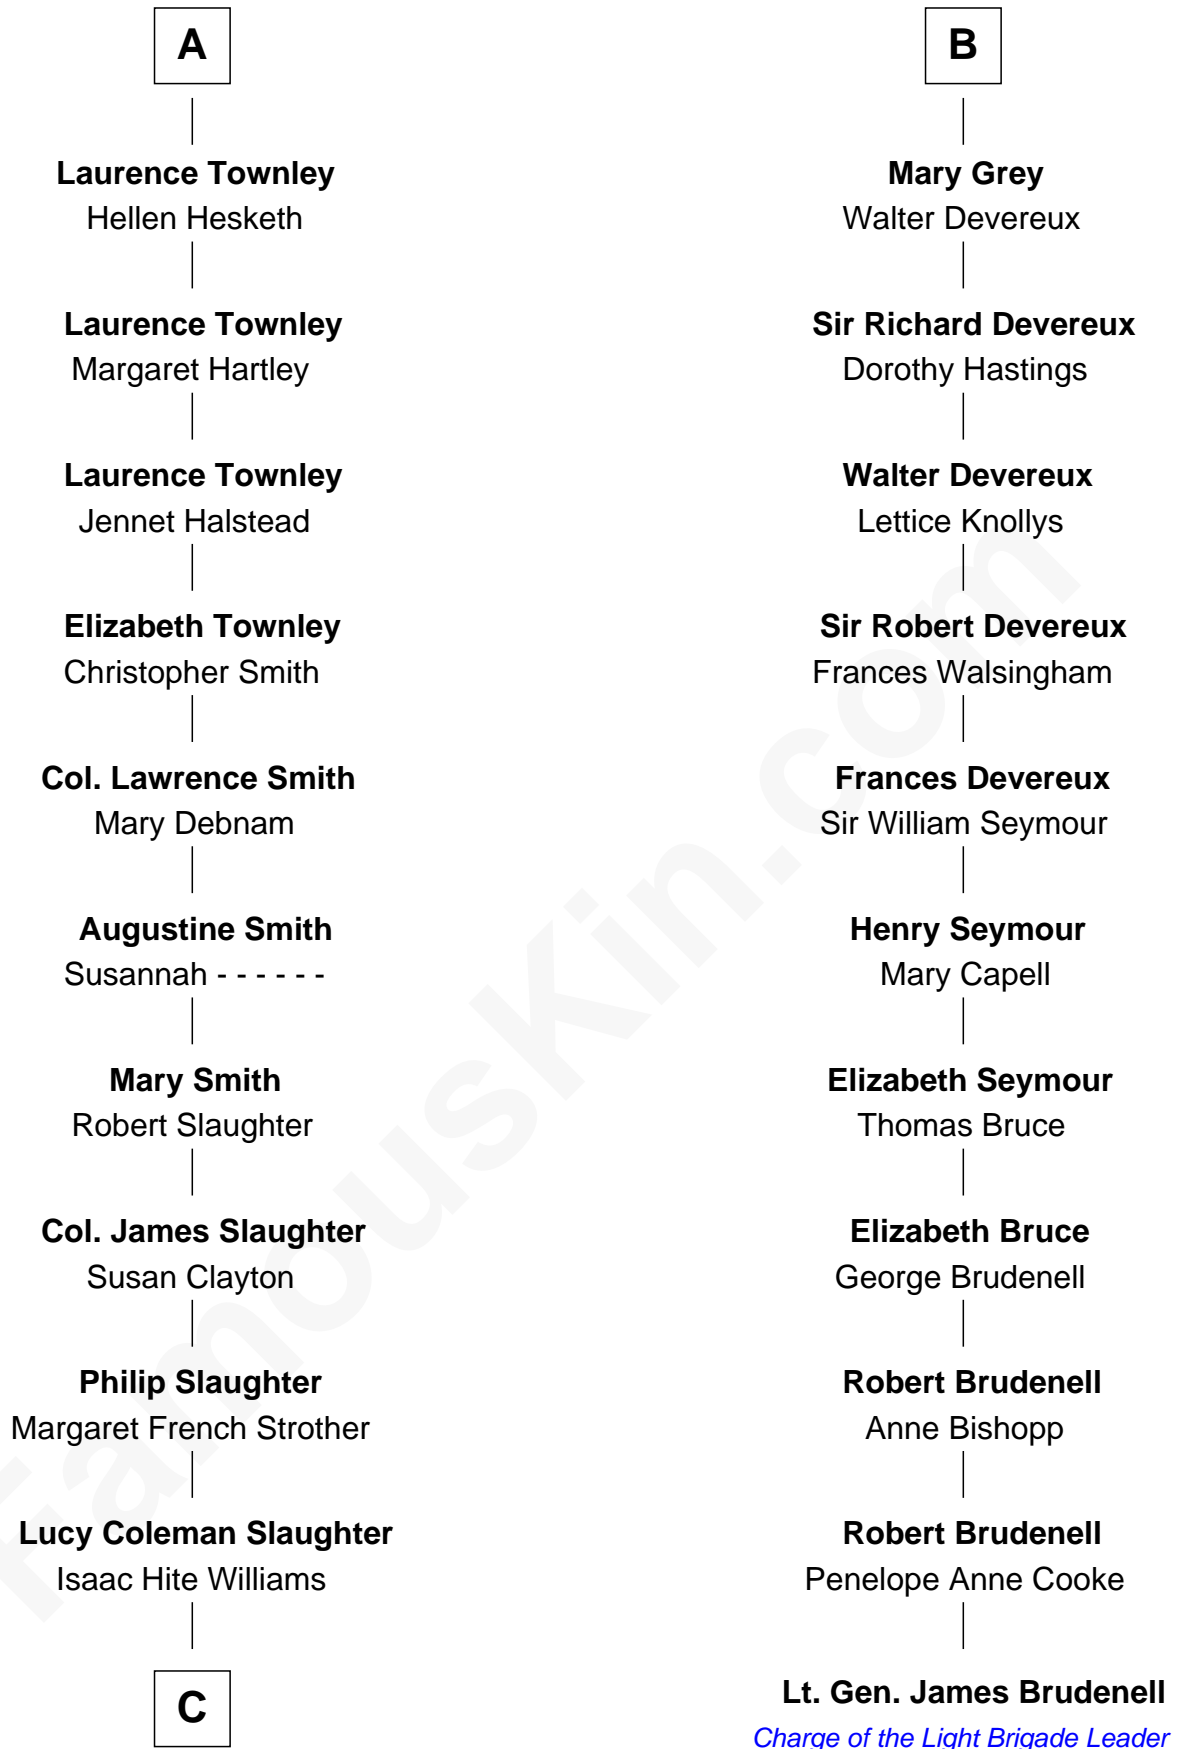 A
Laurence Townley
Hellen Hesketh
Laurence Townley
Margaret Hartley
Laurence Townley
Jennet Halstead
Elizabeth Townley
Christopher Smith
Col. Lawrence Smith
Mary Debnam
Augustine Smith
Susannah - - - - - -
Mary Smith
Robert Slaughter
Col. James Slaughter
Susan Clayton
Philip Slaughter
Margaret French Strother
Lucy Coleman Slaughter
Isaac Hite Williams
C
B
Mary Grey
Walter Devereux
Sir Richard Devereux
Dorothy Hastings
Walter Devereux
Lettice Knollys
Sir Robert Devereux
Frances Walsingham
Frances Devereux
Sir William Seymour
Henry Seymour
Mary Capell
Elizabeth Seymour
Thomas Bruce
Elizabeth Bruce
George Brudenell
Robert Brudenell
Anne Bishopp
Robert Brudenell
Penelope Anne Cooke
Lt. Gen. James Brudenell
Charge of the Light Brigade Leader
FamousKin.com